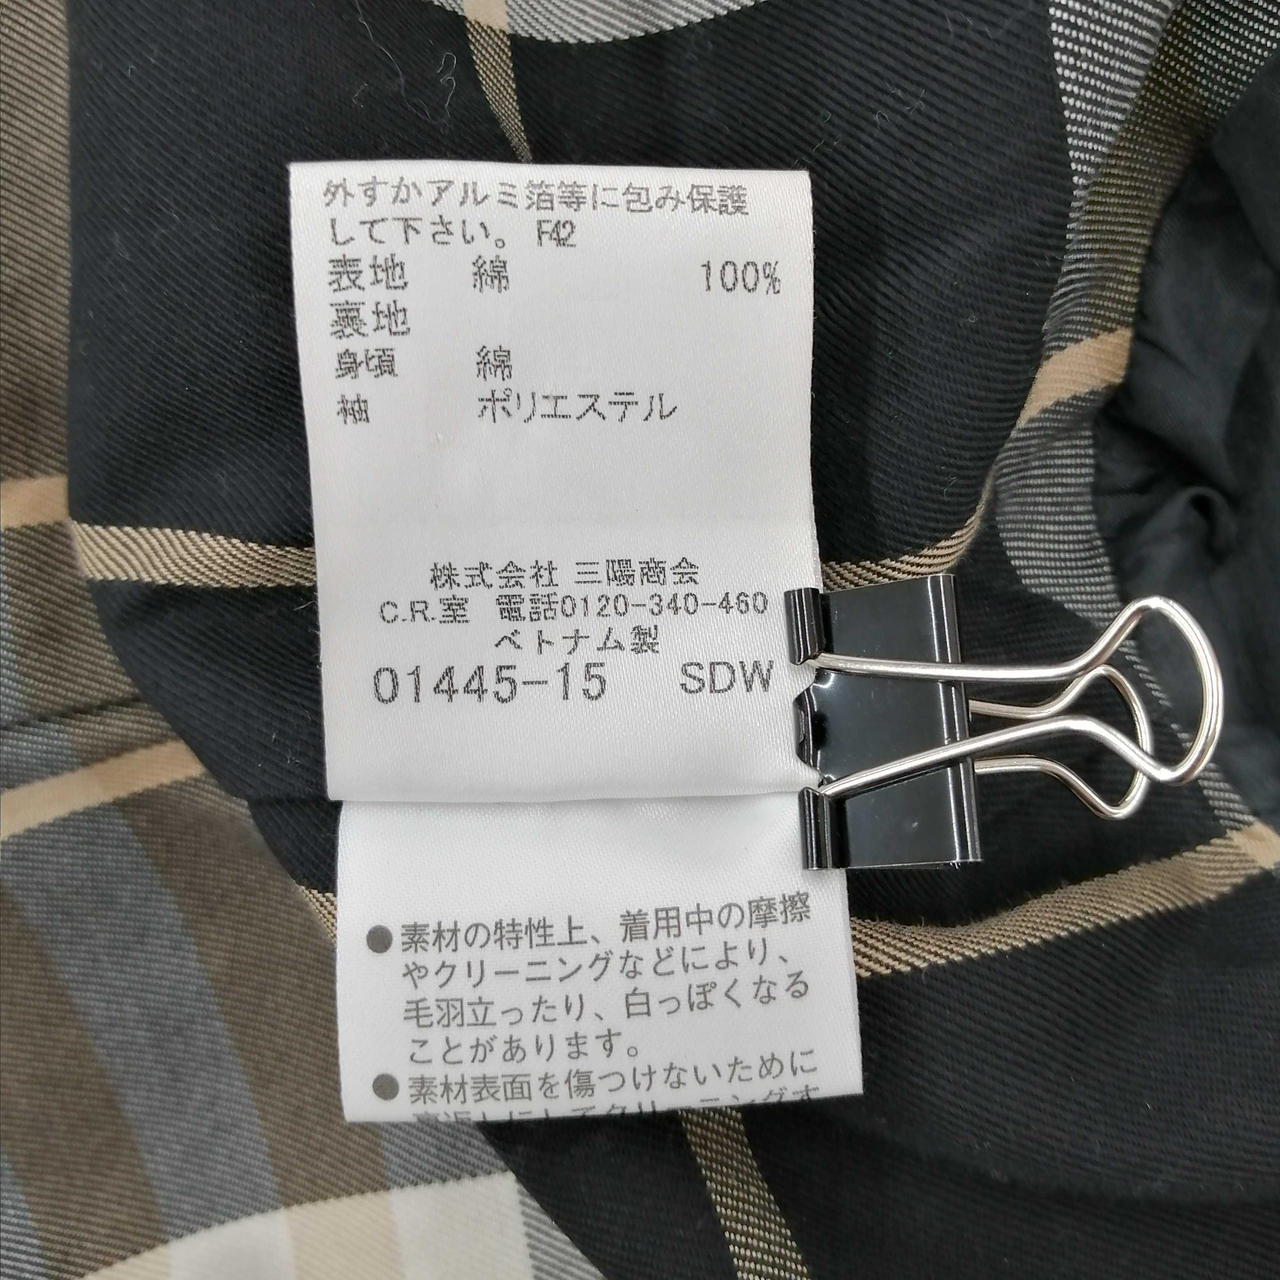 外すかアルミ箔等に包み保護
して下さい。 F42
表地 綿 100%
裏地
身頃 綿
袖 ポリエステル
株式会社 三陽商会
C.R.室 電話0120-340-460
ベトナム製
01445-15 SDW
●素材の特性上、着用中の摩擦
やクリーニングなどにより、
毛羽立ったり、白っぽくなる
ことがあります。
●素材表面を傷つけないために